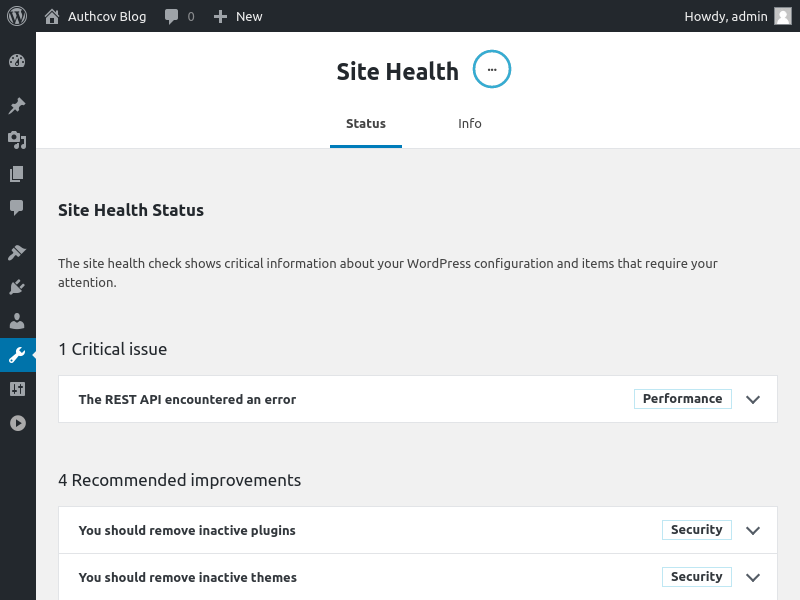 Authcov Blog 0 New Howdy, admin
Site Health ...
Status Info
Site Health Status
The site health check shows critical information about your WordPress configuration and items that require your
attention.
1 Critical issue
The REST API encountered an error Performance
4 Recommended improvements
You should remove inactive plugins Security
You should remove inactive themes Security